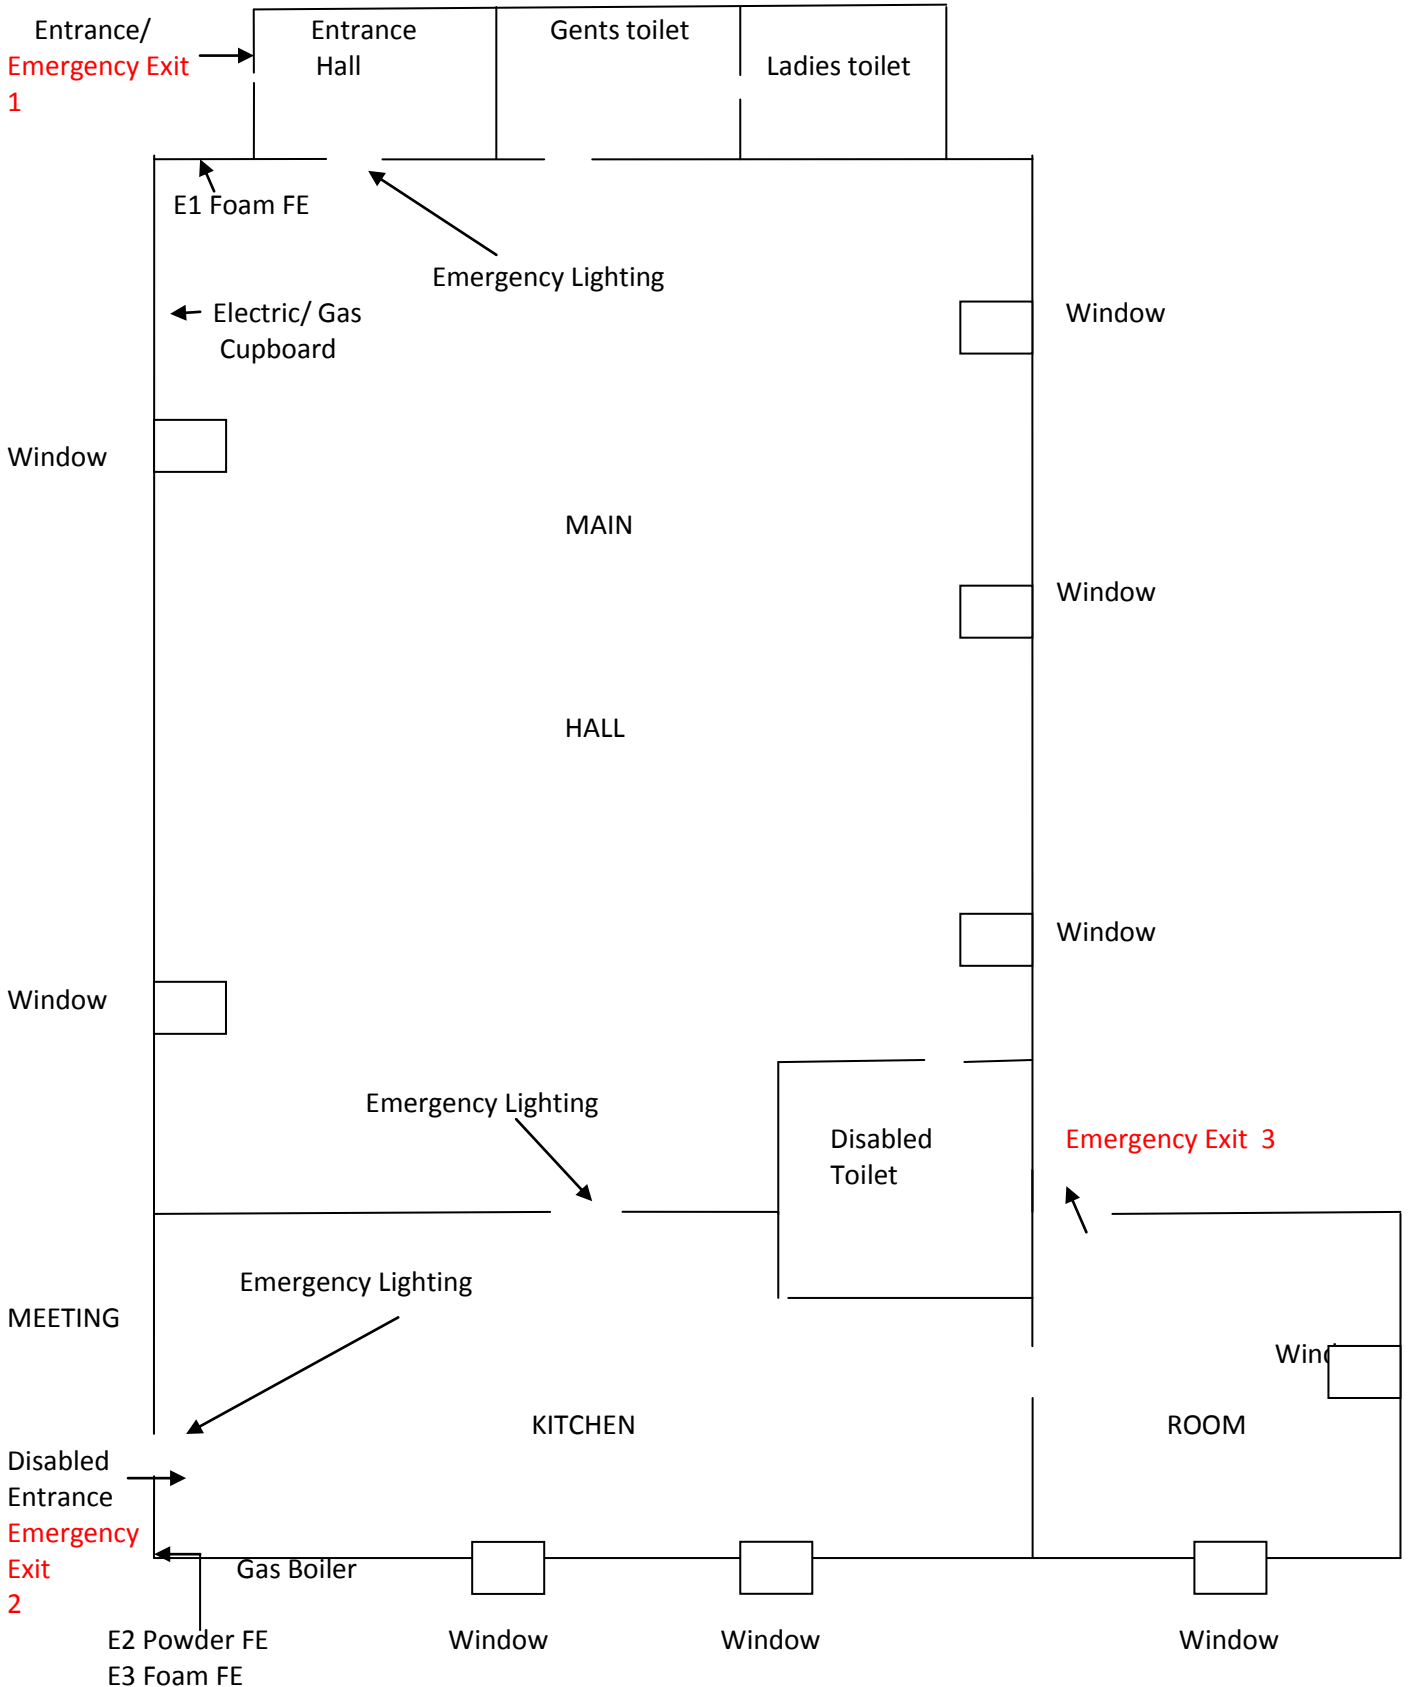 Entrance/
Emergency Exit
1
Entrance
Hall
Gents toilet
Ladies toilet
E1 Foam FE
Emergency Lighting
Electric/ Gas
Cupboard
Window
Window
MAIN
Window
HALL
Window
Window
Emergency Lighting
Disabled
Toilet
Emergency Exit 3
Emergency Lighting
MEETING
KITCHEN
ROOM
Disabled
Entrance
Emergency
Exit
2
Gas Boiler
E2 Powder FE
E3 Foam FE
Window
Window
Window